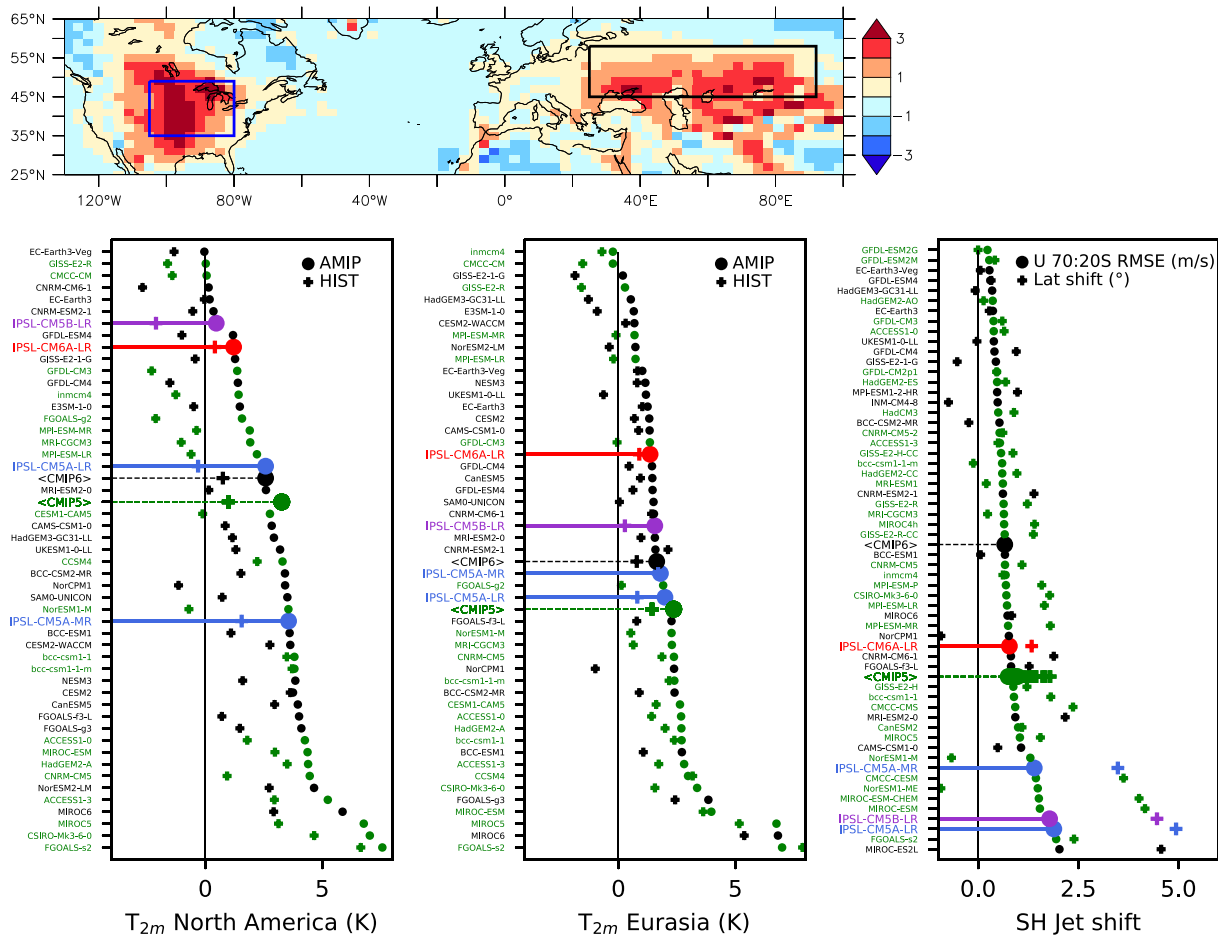 65°N
55°N
45°N
35°N
25°N
120°W
80°W
40°W
0°
40°E
80°E
3
1
−1
−3
EC-Earth3-Veg
GISS-E2-R
CMCC-CM
CNRM-CM6-1
EC-Earth3
CNRM-ESM2-1
IPSL-CM5B-LR
GFDL-ESM4
IPSL-CM6A-LR
GISS-E2-1-G
GFDL-CM3
GFDL-CM4
inmcm4
E3SM-1-0
FGOALS-g2
MPI-ESM-MR
MRI-CGCM3
MPI-ESM-LR
IPSL-CM5A-LR
<CMIP6>
MRI-ESM2-0
<CMIP5>
CESM1-CAM5
CAMS-CSM1-0
HadGEM3-GC31-LL
UKESM1-0-LL
CCSM4
BCC-CSM2-MR
NorCPM1
SAM0-UNICON
NorESM1-M
IPSL-CM5A-MR
BCC-ESM1
CESM2-WACCM
bcc-csm1-1
bcc-csm1-1-m
NESM3
CESM2
CanESM5
FGOALS-f3-L
FGOALS-g3
ACCESS1-0
MIROC-ESM
HadGEM2-A
CNRM-CM5
NorESM2-LM
ACCESS1-3
MIROC6
MIROC5
CSIRO-Mk3-6-0
FGOALS-s2
AMIP
HIST
0
5
T2m North America (K)
inmcm4
CMCC-CM
GISS-E2-1-G
GISS-E2-R
HadGEM3-GC31-LL
E3SM-1-0
CESM2-WACCM
MPI-ESM-MR
NorESM2-LM
MPI-ESM-LR
EC-Earth3-Veg
NESM3
UKESM1-0-LL
EC-Earth3
CESM2
CAMS-CSM1-0
GFDL-CM3
IPSL-CM6A-LR
GFDL-CM4
CanESM5
GFDL-ESM4
SAM0-UNICON
CNRM-CM6-1
IPSL-CM5B-LR
MRI-ESM2-0
CNRM-ESM2-1
<CMIP6>
IPSL-CM5A-MR
FGOALS-g2
IPSL-CM5A-LR
<CMIP5>
FGOALS-f3-L
NorESM1-M
MRI-CGCM3
CNRM-CM5
NorCPM1
bcc-csm1-1-m
BCC-CSM2-MR
CESM1-CAM5
ACCESS1-0
HadGEM2-A
bcc-csm1-1
BCC-ESM1
ACCESS1-3
CCSM4
CSIRO-Mk3-6-0
FGOALS-g3
MIROC-ESM
MIROC5
MIROC6
FGOALS-s2
AMIP
HIST
0
5
T2m Eurasia (K)
GFDL-ESM2G
GFDL-ESM2M
EC-Earth3-Veg
GFDL-ESM4
HadGEM3-GC31-LL
HadGEM2-AO
EC-Earth3
GFDL-CM3
ACCESS1-0
UKESM1-0-LL
GFDL-CM4
GISS-E2-1-G
GFDL-CM2p1
HadGEM2-ES
MPI-ESM-1-2-HR
INM-CM4-8
HadCM3
BCC-CSM2-MR
CNRM-CM5-2
ACCESS1-3
GISS-E2-H-CC
bcc-csm1-1-m
HadGEM2-CC
MRI-ESM1
CNRM-ESM2-1
GISS-E2-R
MRI-CGCM3
MIROC4h
GISS-E2-R-CC
<CMIP6>
BCC-ESM1
CNRM-CM5
inmcm4
MPI-ESM-P
CSIRO-Mk3-6-0
MPI-ESM-LR
MIROC6
MPI-ESM-MR
NorCPM1
IPSL-CM6A-LR
CNRM-CM6-1
FGOALS-f3-L
<CMIP5>
GISS-E2-H
bcc-csm1-1
CMCC-CMS
MRI-ESM2-0
CanESM2
MIROC5
CAMS-CSM1-0
NorESM1-M
IPSL-CM5A-MR
CMCC-CESM
NorESM1-ME
MIROC-ESM-CHEM
MIROC-ESM
IPSL-CM5B-LR
IPSL-CM5A-LR
FGOALS-s2
MIROC-ES2L
U 70:20S RMSE (m/s)
Lat shift (°)
0.0
2.5
5.0
SH Jet shift